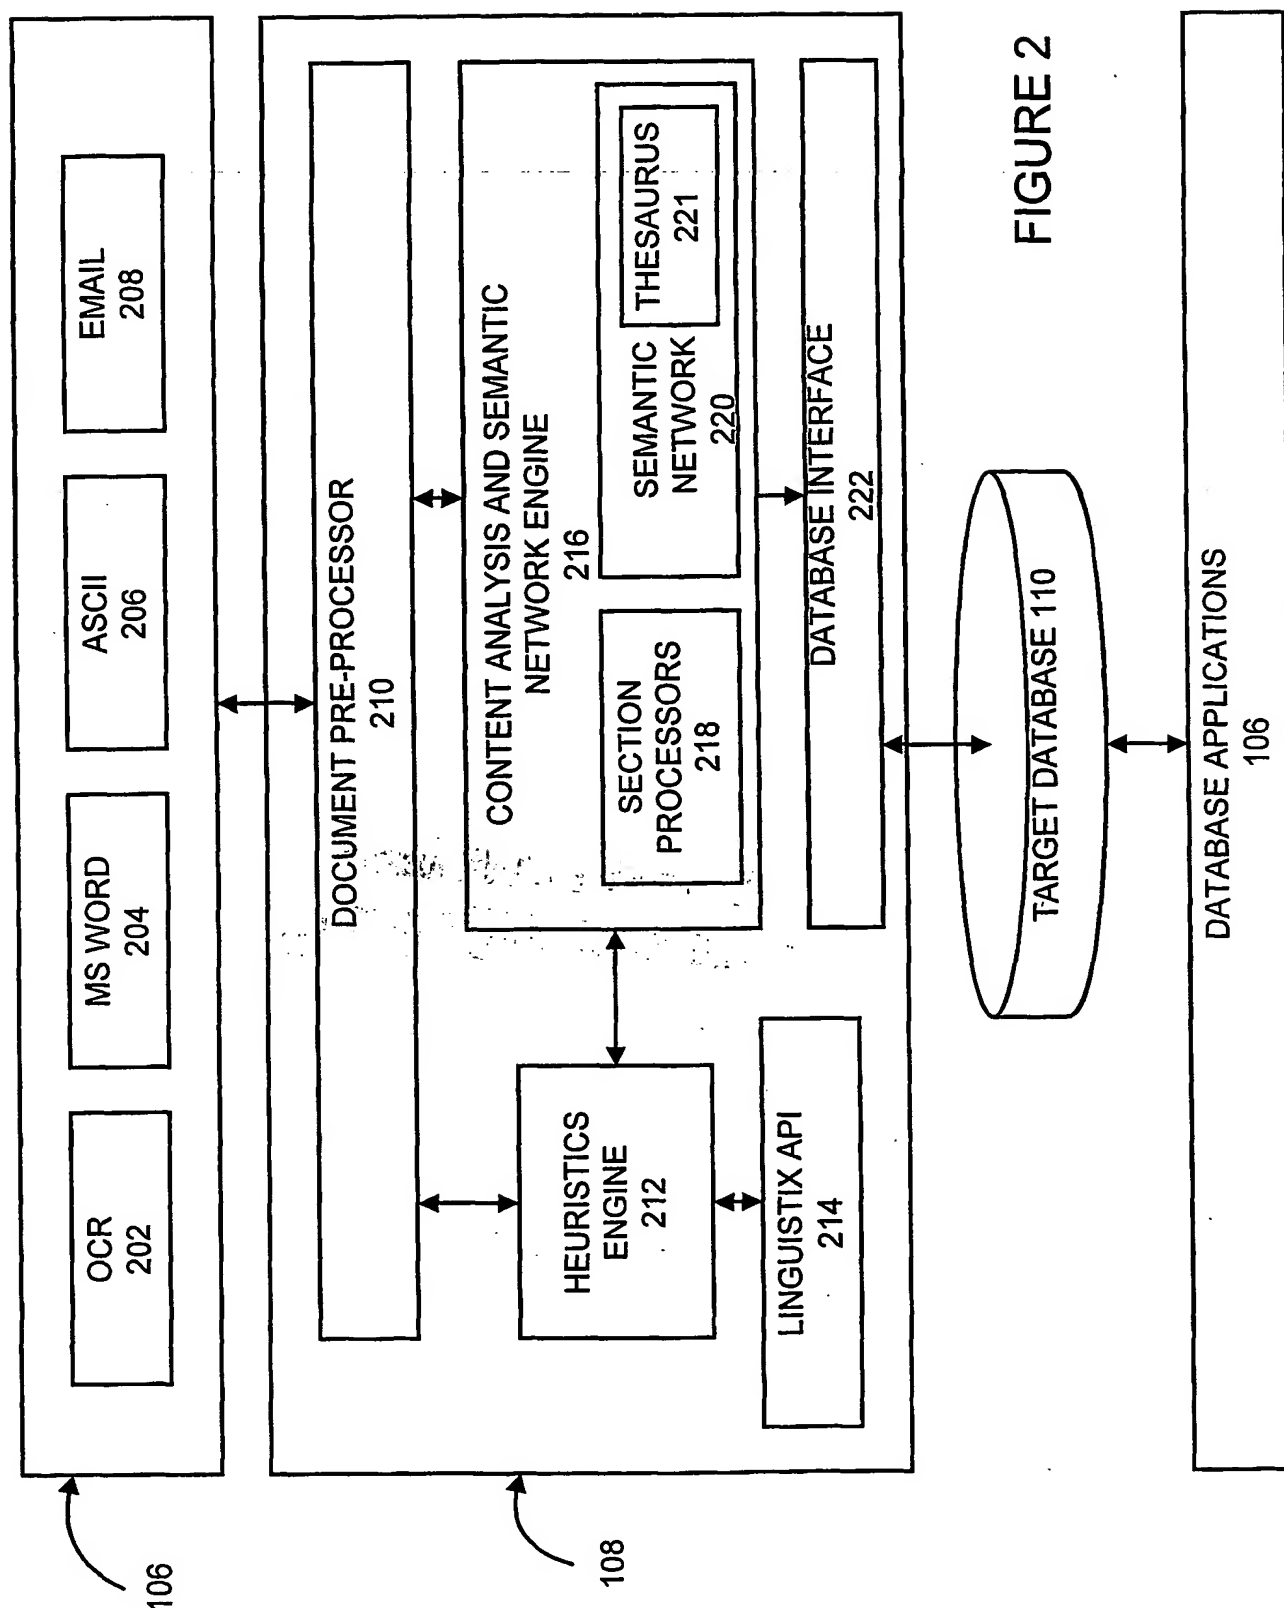 106
OCR
202
MS WORD
204
ASCII
206
EMAIL
208
108
DOCUMENT PRE-PROCESSOR
210
HEURISTICS
ENGINE
212
LINGUISTIX API
214
CONTENT ANALYSIS AND SEMANTIC
NETWORK ENGINE
216
SECTION
PROCESSORS
218
SEMANTIC
NETWORK
220
THESAURUS
221
DATABASE INTERFACE
222
TARGET DATABASE 110
DATABASE APPLICATIONS
106
FIGURE 2